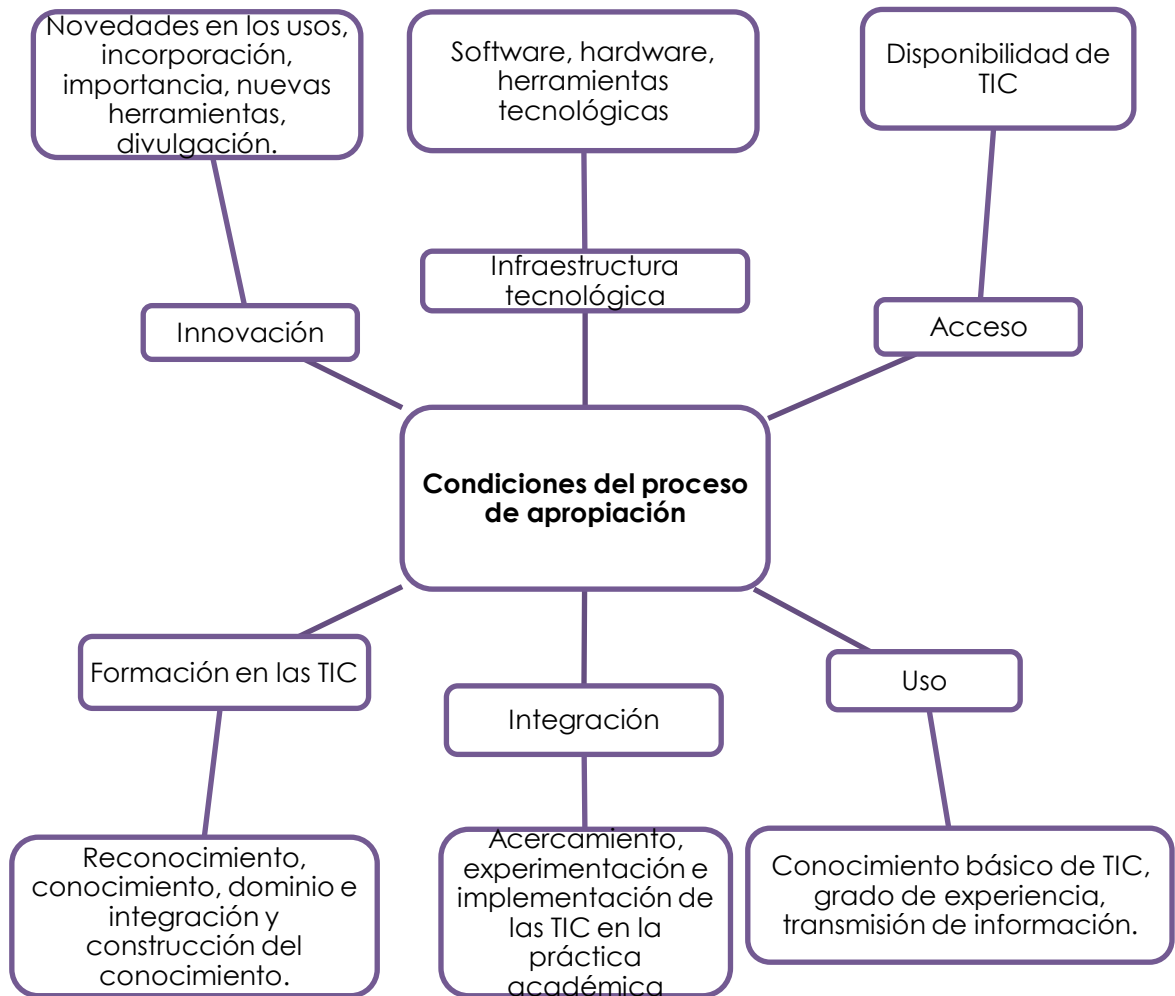 Novedades en los usos,
incorporación,
importancia, nuevas
herramientas,
divulgación.
Software, hardware,
herramientas
tecnológicas
Disponibilidad de
TIC
Innovación
Infraestructura
tecnológica
Acceso
Condiciones del proceso
de apropiación
Formación en las TIC
Integración
Uso
Reconocimiento,
conocimiento, dominio e
integración y
construcción del
conocimiento.
Acercamiento,
experimentación e
implementación de
las TIC en la
práctica
académica
Conocimiento básico de TIC,
grado de experiencia,
transmisión de información.